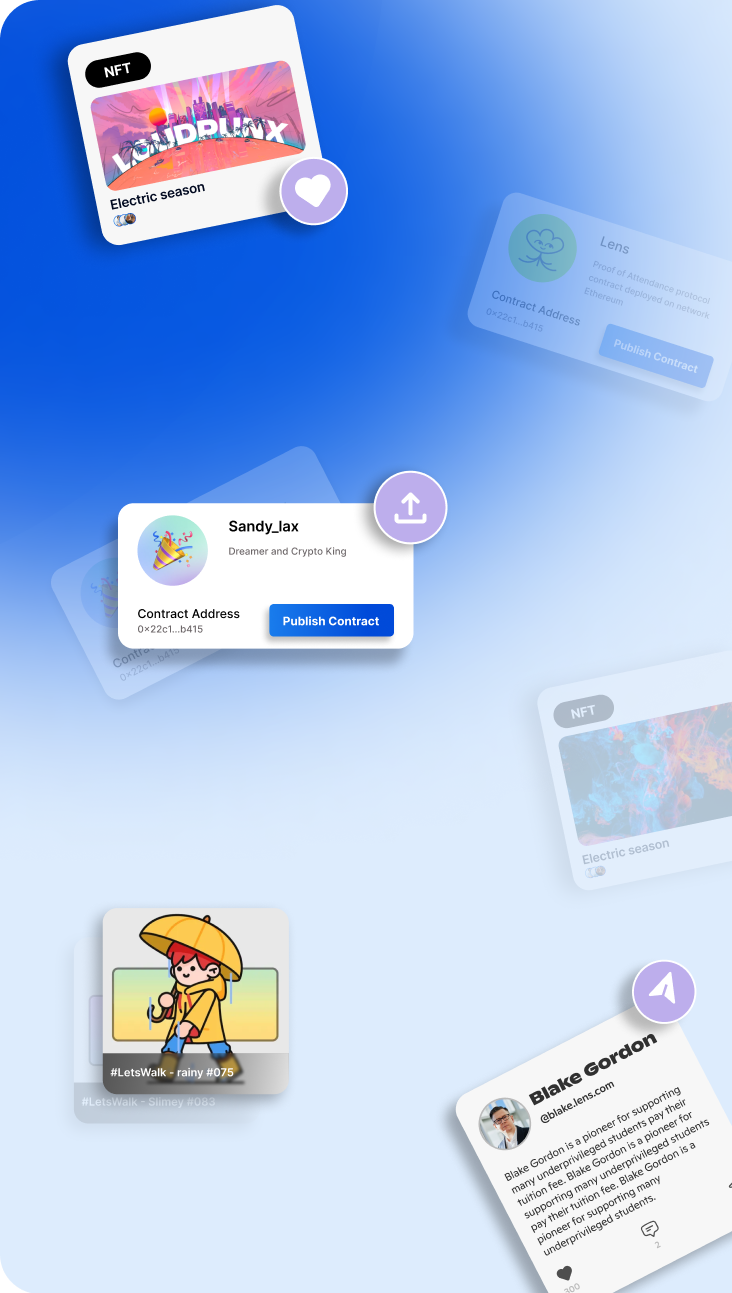 NFT
LONDPUNX
Electric season
Lens
Proof of Attendance protocol
contract deployed on network
Ethereum
Contract Address
0×22c1...b415
Publish Contract
Sandy_lax
Dreamer and Crypto King
Contract Address
0×22c1...b415
Publish Contract
0×22c1...b415
NFT
Electric season
#LetsWalk - rainy #075
#LetsWalk - Slimey #083
Blake Gordon
@blake.lens.com
Blake Gordon is a pioneer for supporting
many underprivileged students pay their
tuition fee. Blake Gordon is a pioneer for
supporting many underprivileged students
pay their tuition fee. Blake Gordon is a
pioneer for supporting many
underprivileged students.
2
300